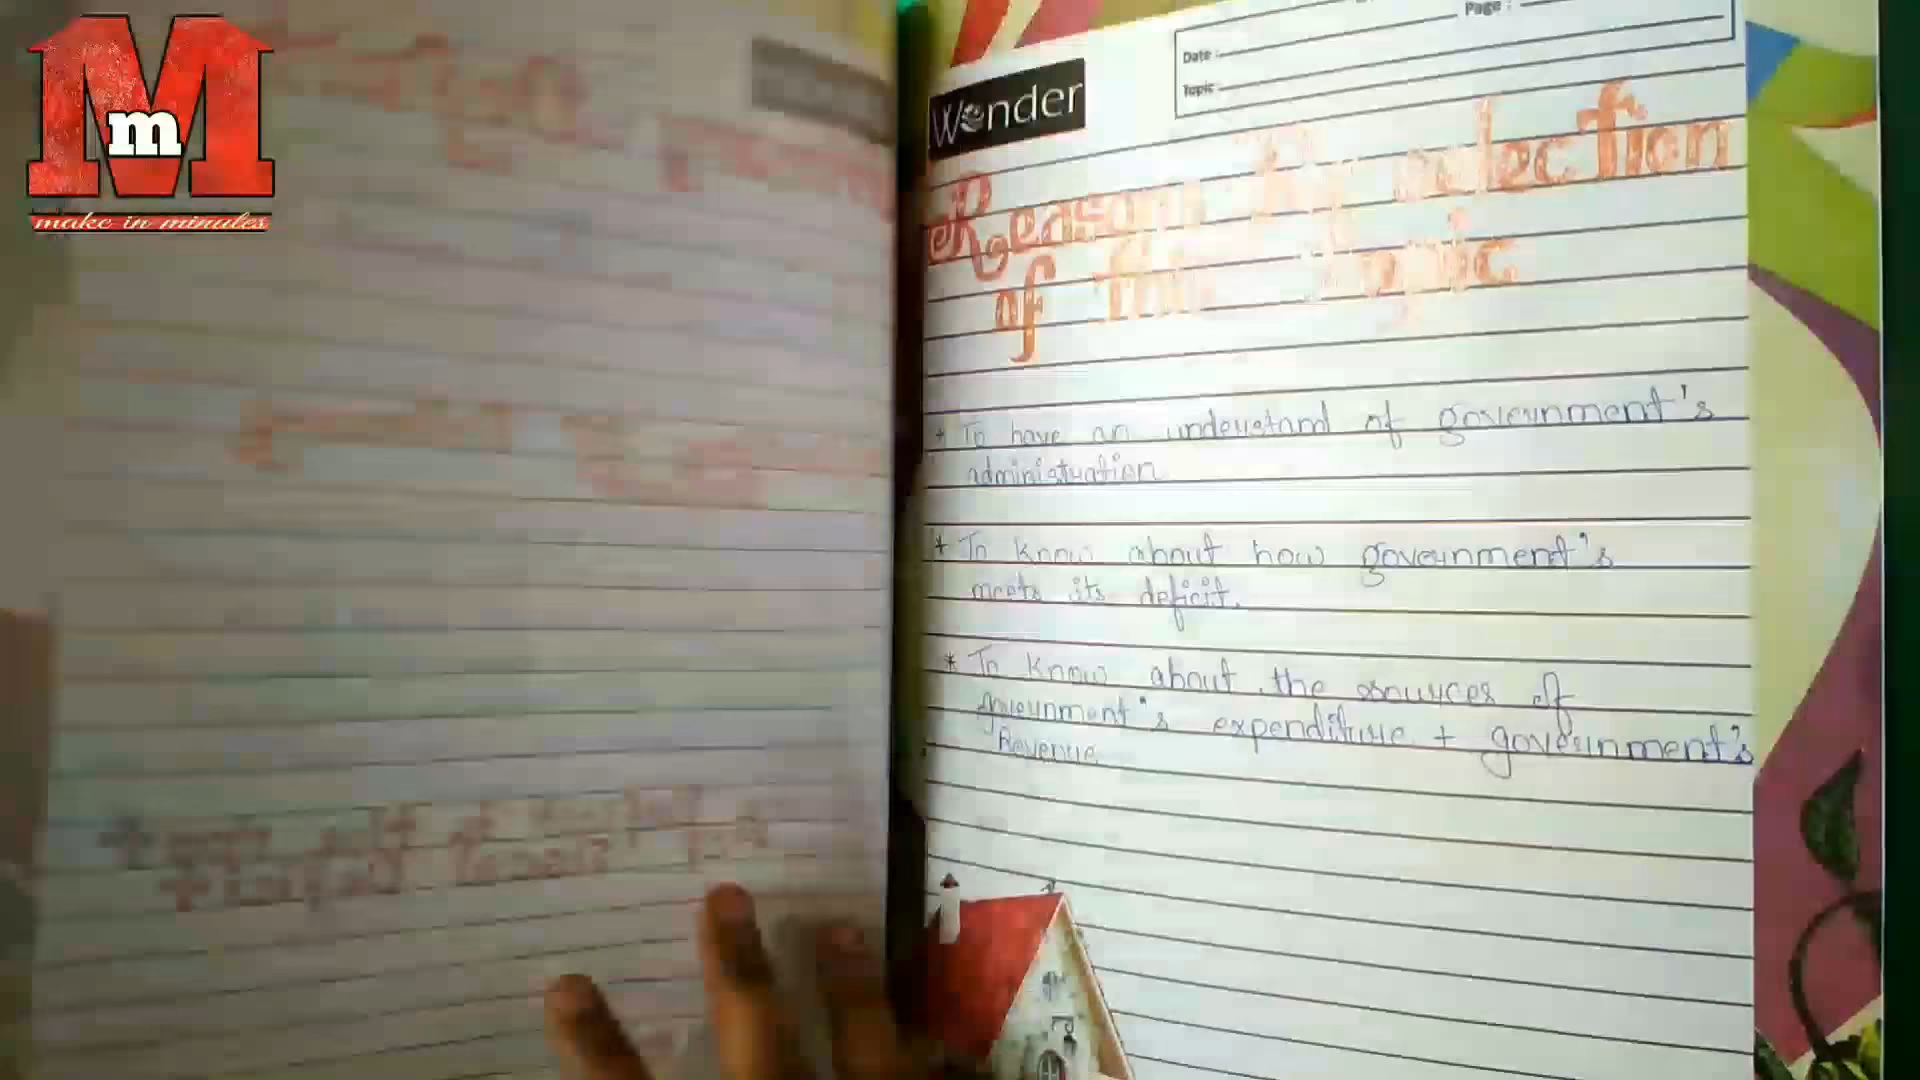 M
m
make in minutes
Page :
Date :
Topic :
Wonder
Reasons for selection
of this Topic
* To have an understand of government's
administration
* To know about how government's
meets its deficit.
* To know about the sources of
government's expenditure + government's
Revenue